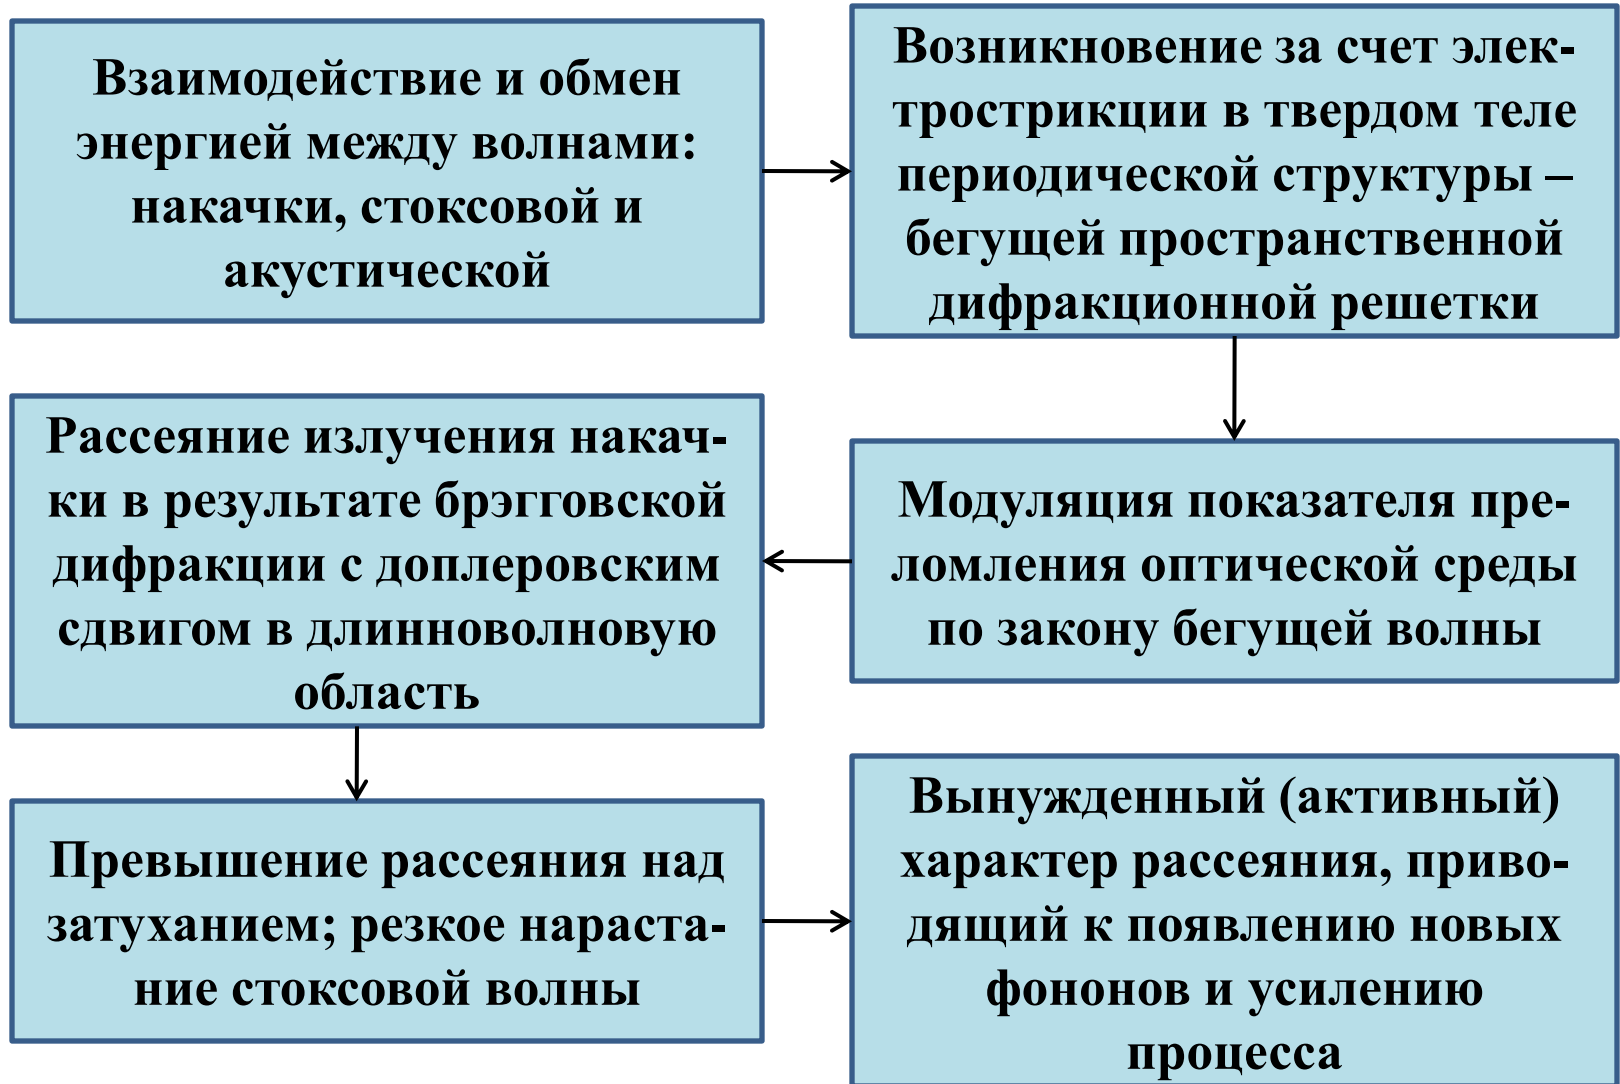 Взаимодействие и обмен
энергией между волнами:
накачки, стоксовой и
акустической
Возникновение за счет элек-
трострикции в твердом теле
периодической структуры –
бегущей пространственной
дифракционной решетки
Модуляция показателя пре-
ломления оптической среды
по закону бегущей волны
Рассеяние излучения накач-
ки в результате брэгговской
дифракции с доплеровским
сдвигом в длинноволновую
область
Превышение рассеяния над
затуханием; резкое нараста-
ние стоксовой волны
Вынужденный (активный)
характер рассеяния, приво-
дящий к появлению новых
фононов и усилению
процесса